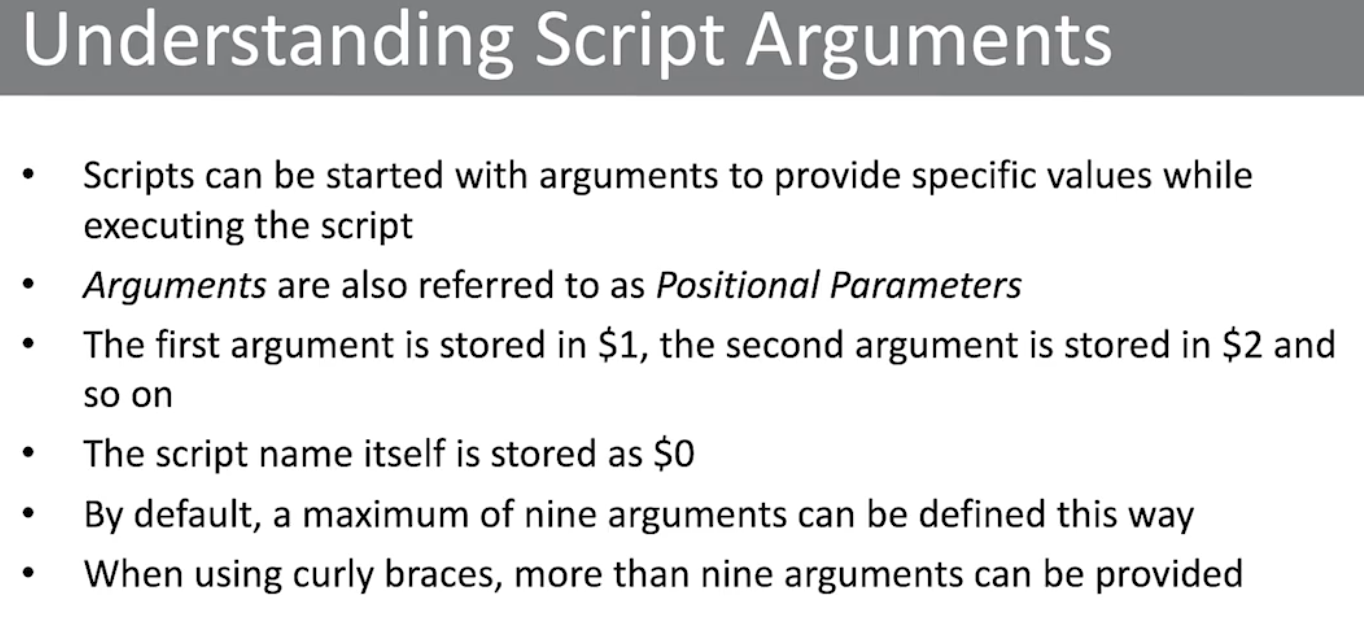 Understanding Script Arguments
• Scripts can be started with arguments to provide specific values while
executing the script
• Arguments are also referred to as Positional Parameters
• The first argument is stored in $1, the second argument is stored in $2 and
so on
• The script name itself is stored as $0
• By default, a maximum of nine arguments can be defined this way
• When using curly braces, more than nine arguments can be provided